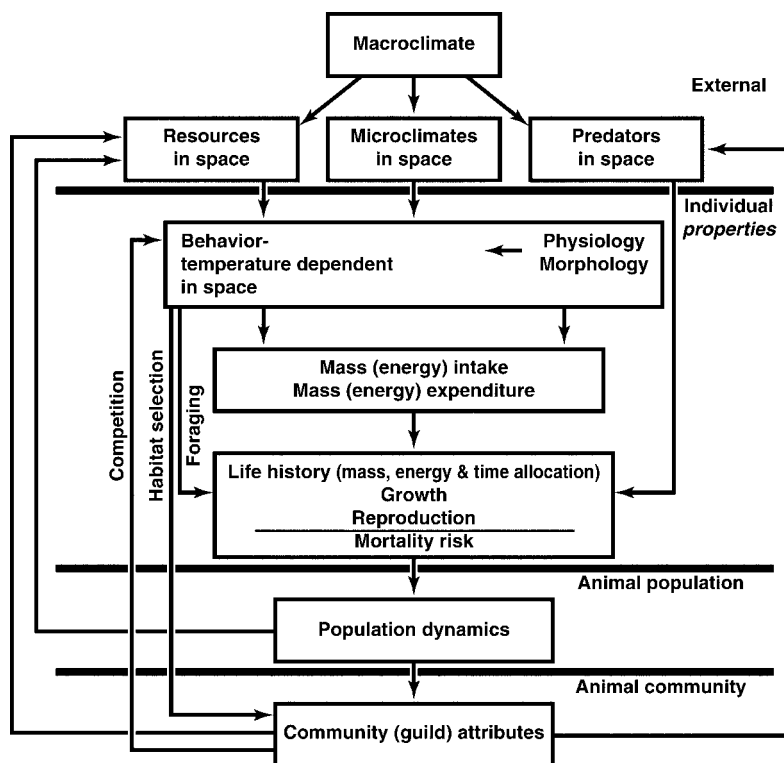 Macroclimate
External
Resources
in space
Microclimates
in space
Predators
in space
Individual
properties
Behavior-
temperature dependent
in space
Physiology
Morphology
Competition
Habitat selection
Foraging
Mass (energy) intake
Mass (energy) expenditure
Life history (mass, energy & time allocation)
Growth
Reproduction
Mortality risk
Animal population
Population dynamics
Animal community
Community (guild) attributes